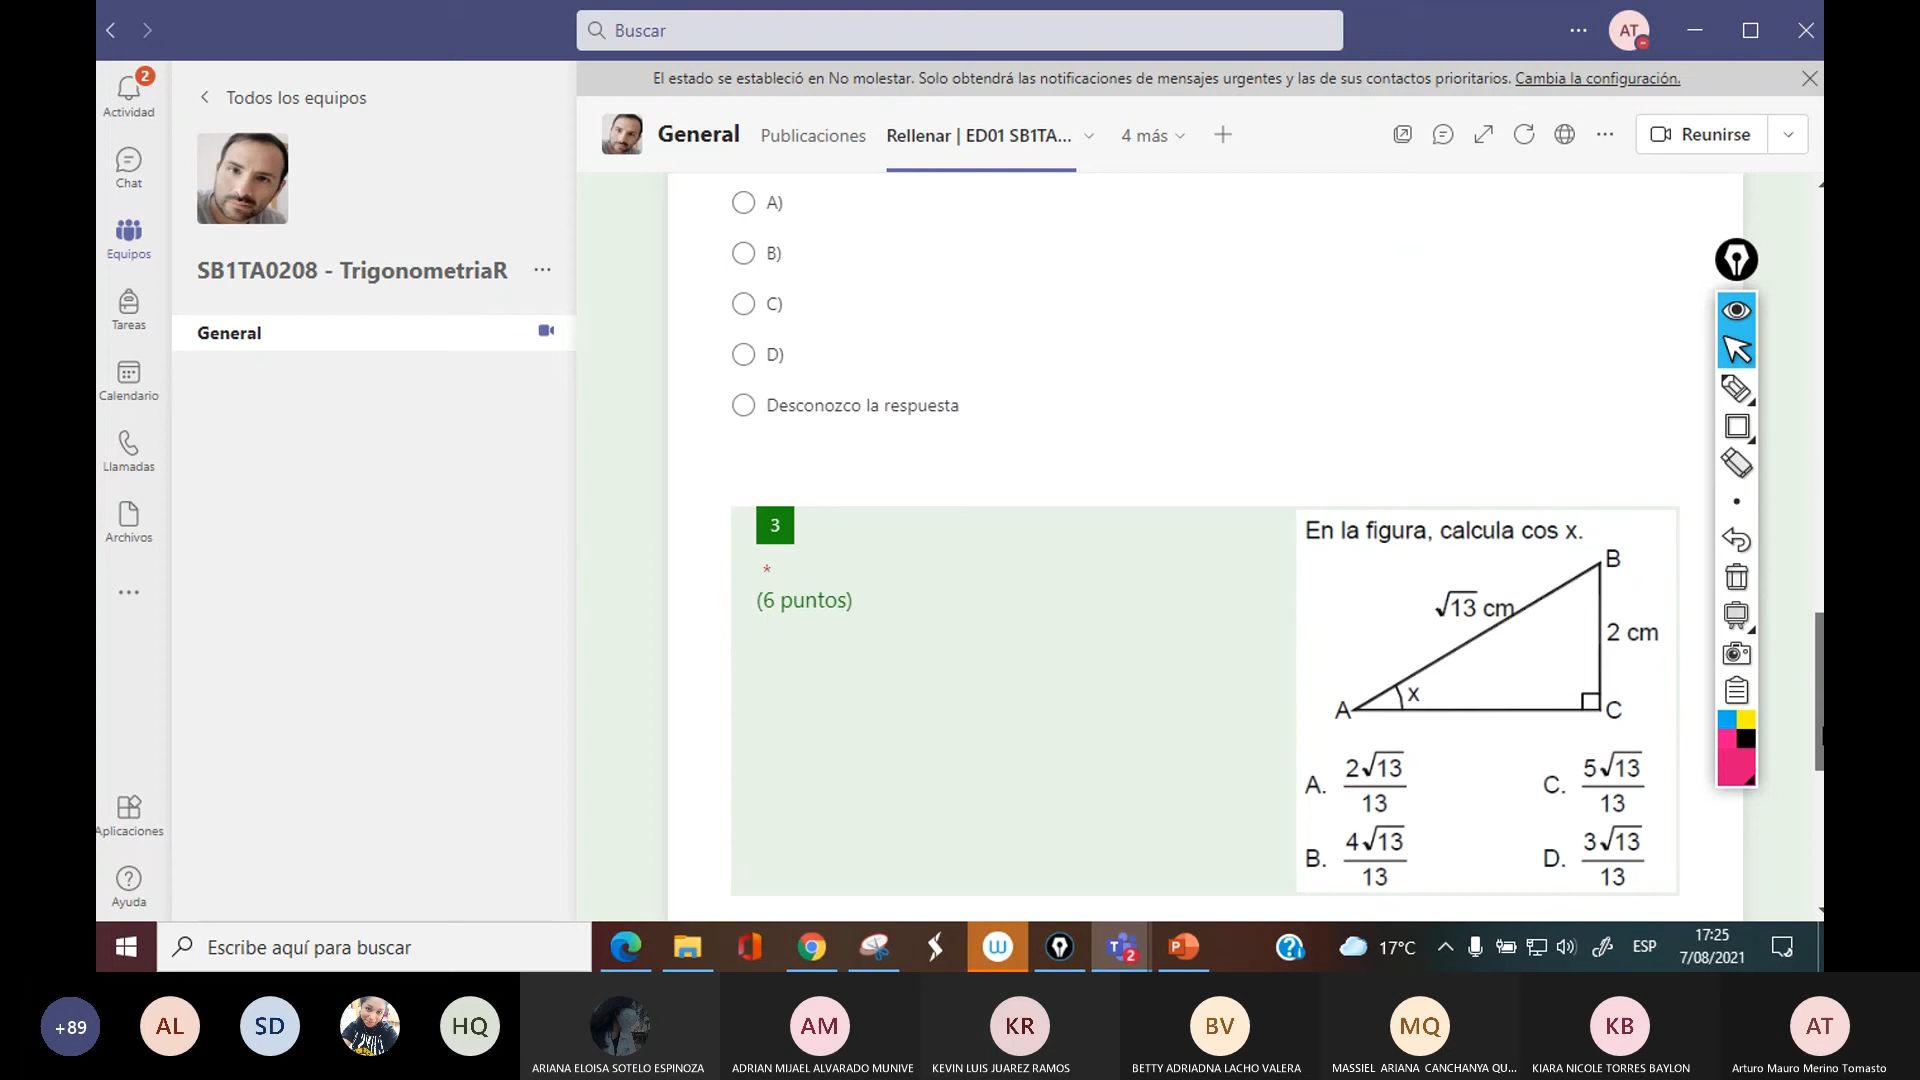 Buscar
AT
El estado se estableció en No molestar. Solo obtendrá las notificaciones de mensajes urgentes y las de sus contactos prioritarios. Cambia la configuración.
2
Actividad
Chat
Equipos
Tareas
Calendario
Llamadas
Archivos
Aplicaciones
Ayuda
Todos los equipos
SB1TA0208 - TrigonometriaR
General
General
Publicaciones
Rellenar | ED01 SB1TA...
4 más
Reunirse
A)
B)
C)
D)
Desconozco la respuesta
3
*
(6 puntos)
En la figura, calcula cos x.
B
√13 cm
2 cm
x
A
C
A. 2√13/13
C. 5√13/13
B. 4√13/13
D. 3√13/13
Escribe aquí para buscar
2
17°C
ESP
17:25
7/08/2021
+89
AL
SD
HQ
AM
KR
BV
MQ
KB
AT
ARIANA ELOISA SOTELO ESPINOZA
ADRIAN MIJAEL ALVARADO MUNIVE
KEVIN LUIS JUAREZ RAMOS
BETTY ADRIADNA LACHO VALERA
MASSIEL ARIANA CANCHANYA QU...
KIARA NICOLE TORRES BAYLON
Arturo Mauro Merino Tomasto